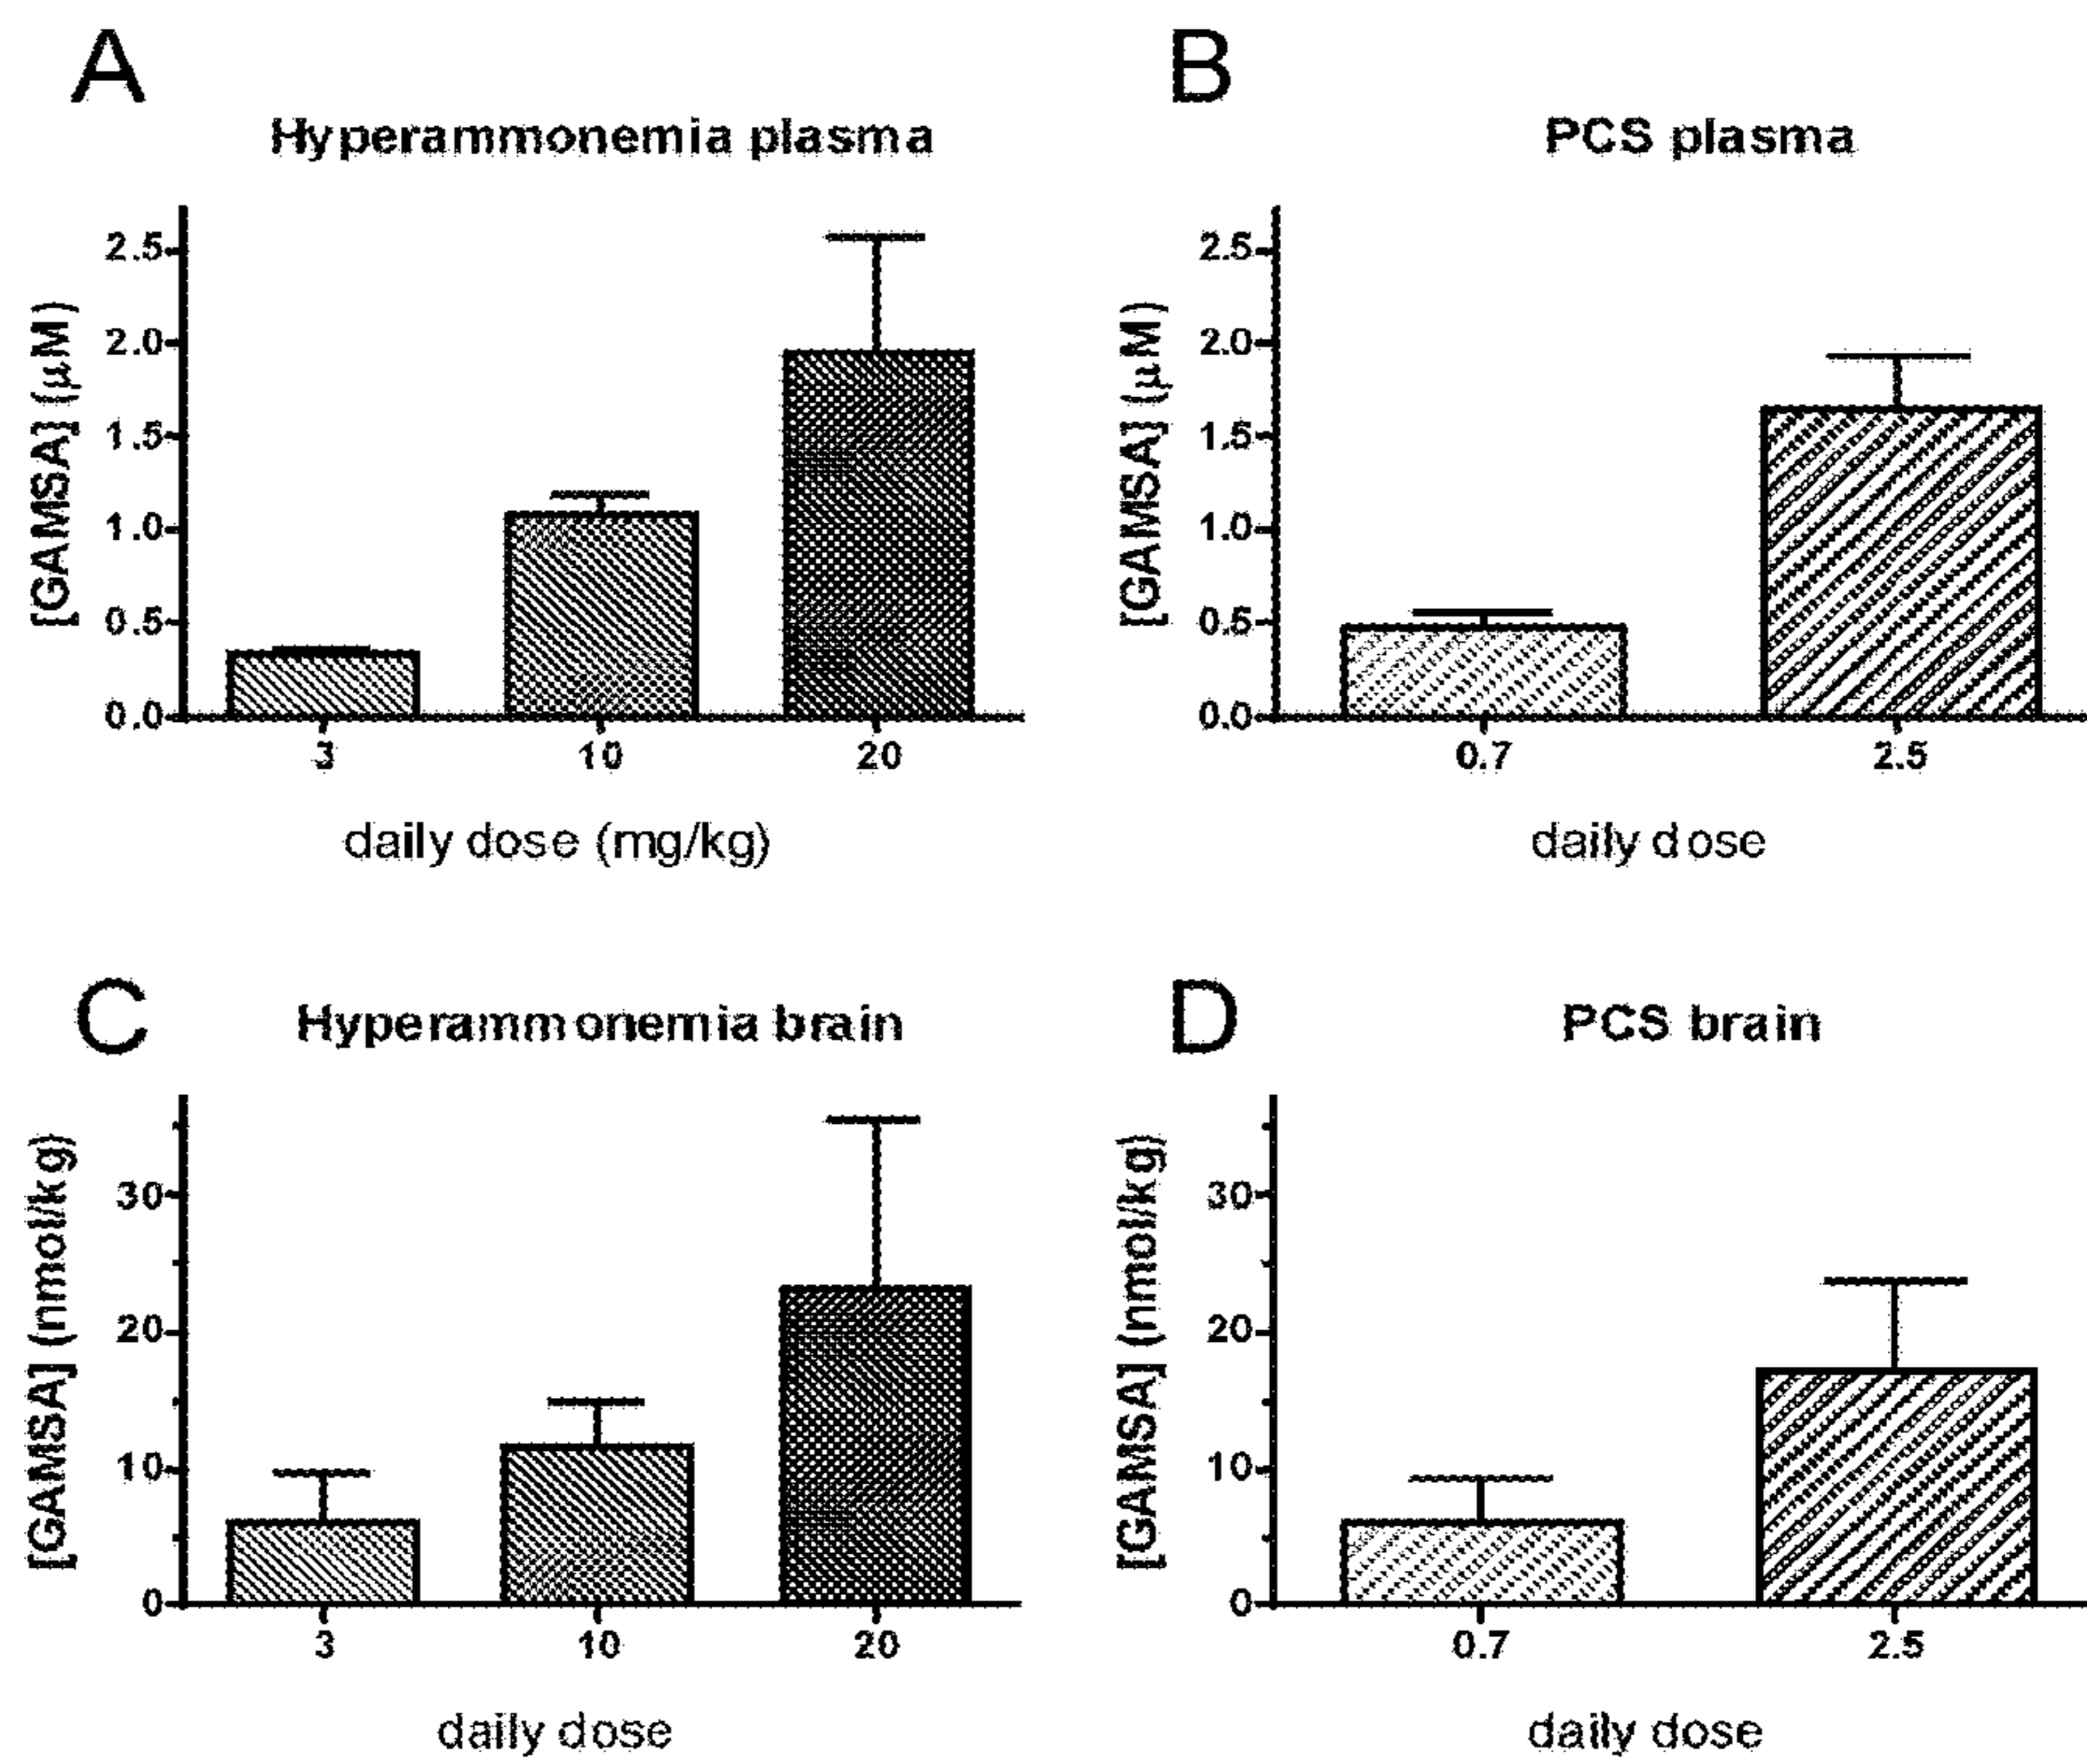 A
Hyperammonemia plasma
[GAMSA] (µM)
2.5
2.0
1.5
1.0
0.5
0.0
3
10
20
daily dose (mg/kg)
B
PCS plasma
[GAMSA] (µM)
2.5
2.0
1.5
1.0
0.5
0.0
0.7
2.5
daily dose
C
Hyperammonemia brain
[GAMSA] (nmol/kg)
30
20
10
0
3
10
20
daily dose
D
PCS brain
[GAMSA] (nmol/kg)
30
20
10
0
0.7
2.5
daily dose